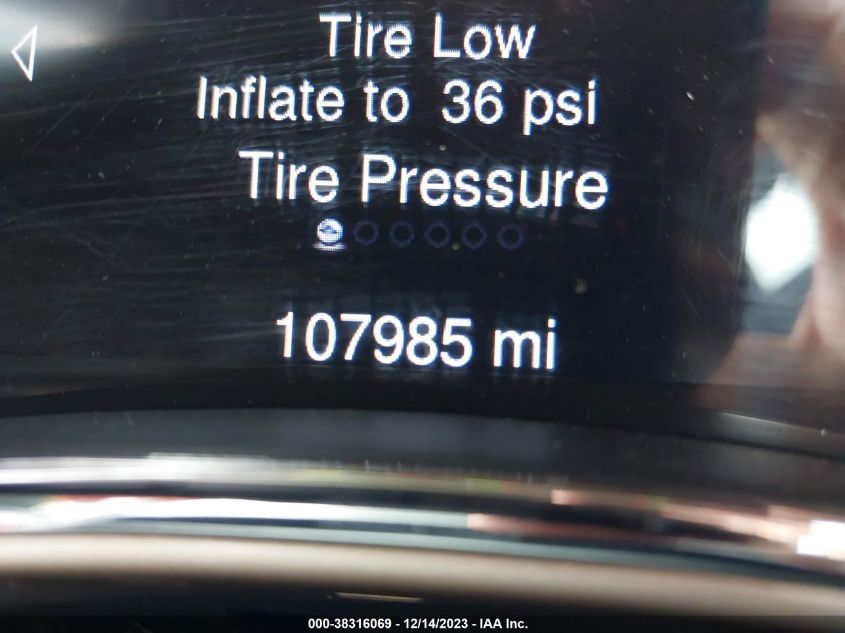 Tire Low
Inflate to 36 psi
Tire Pressure
107985 mi
000-38316069 - 12/14/2023 - IAA Inc.